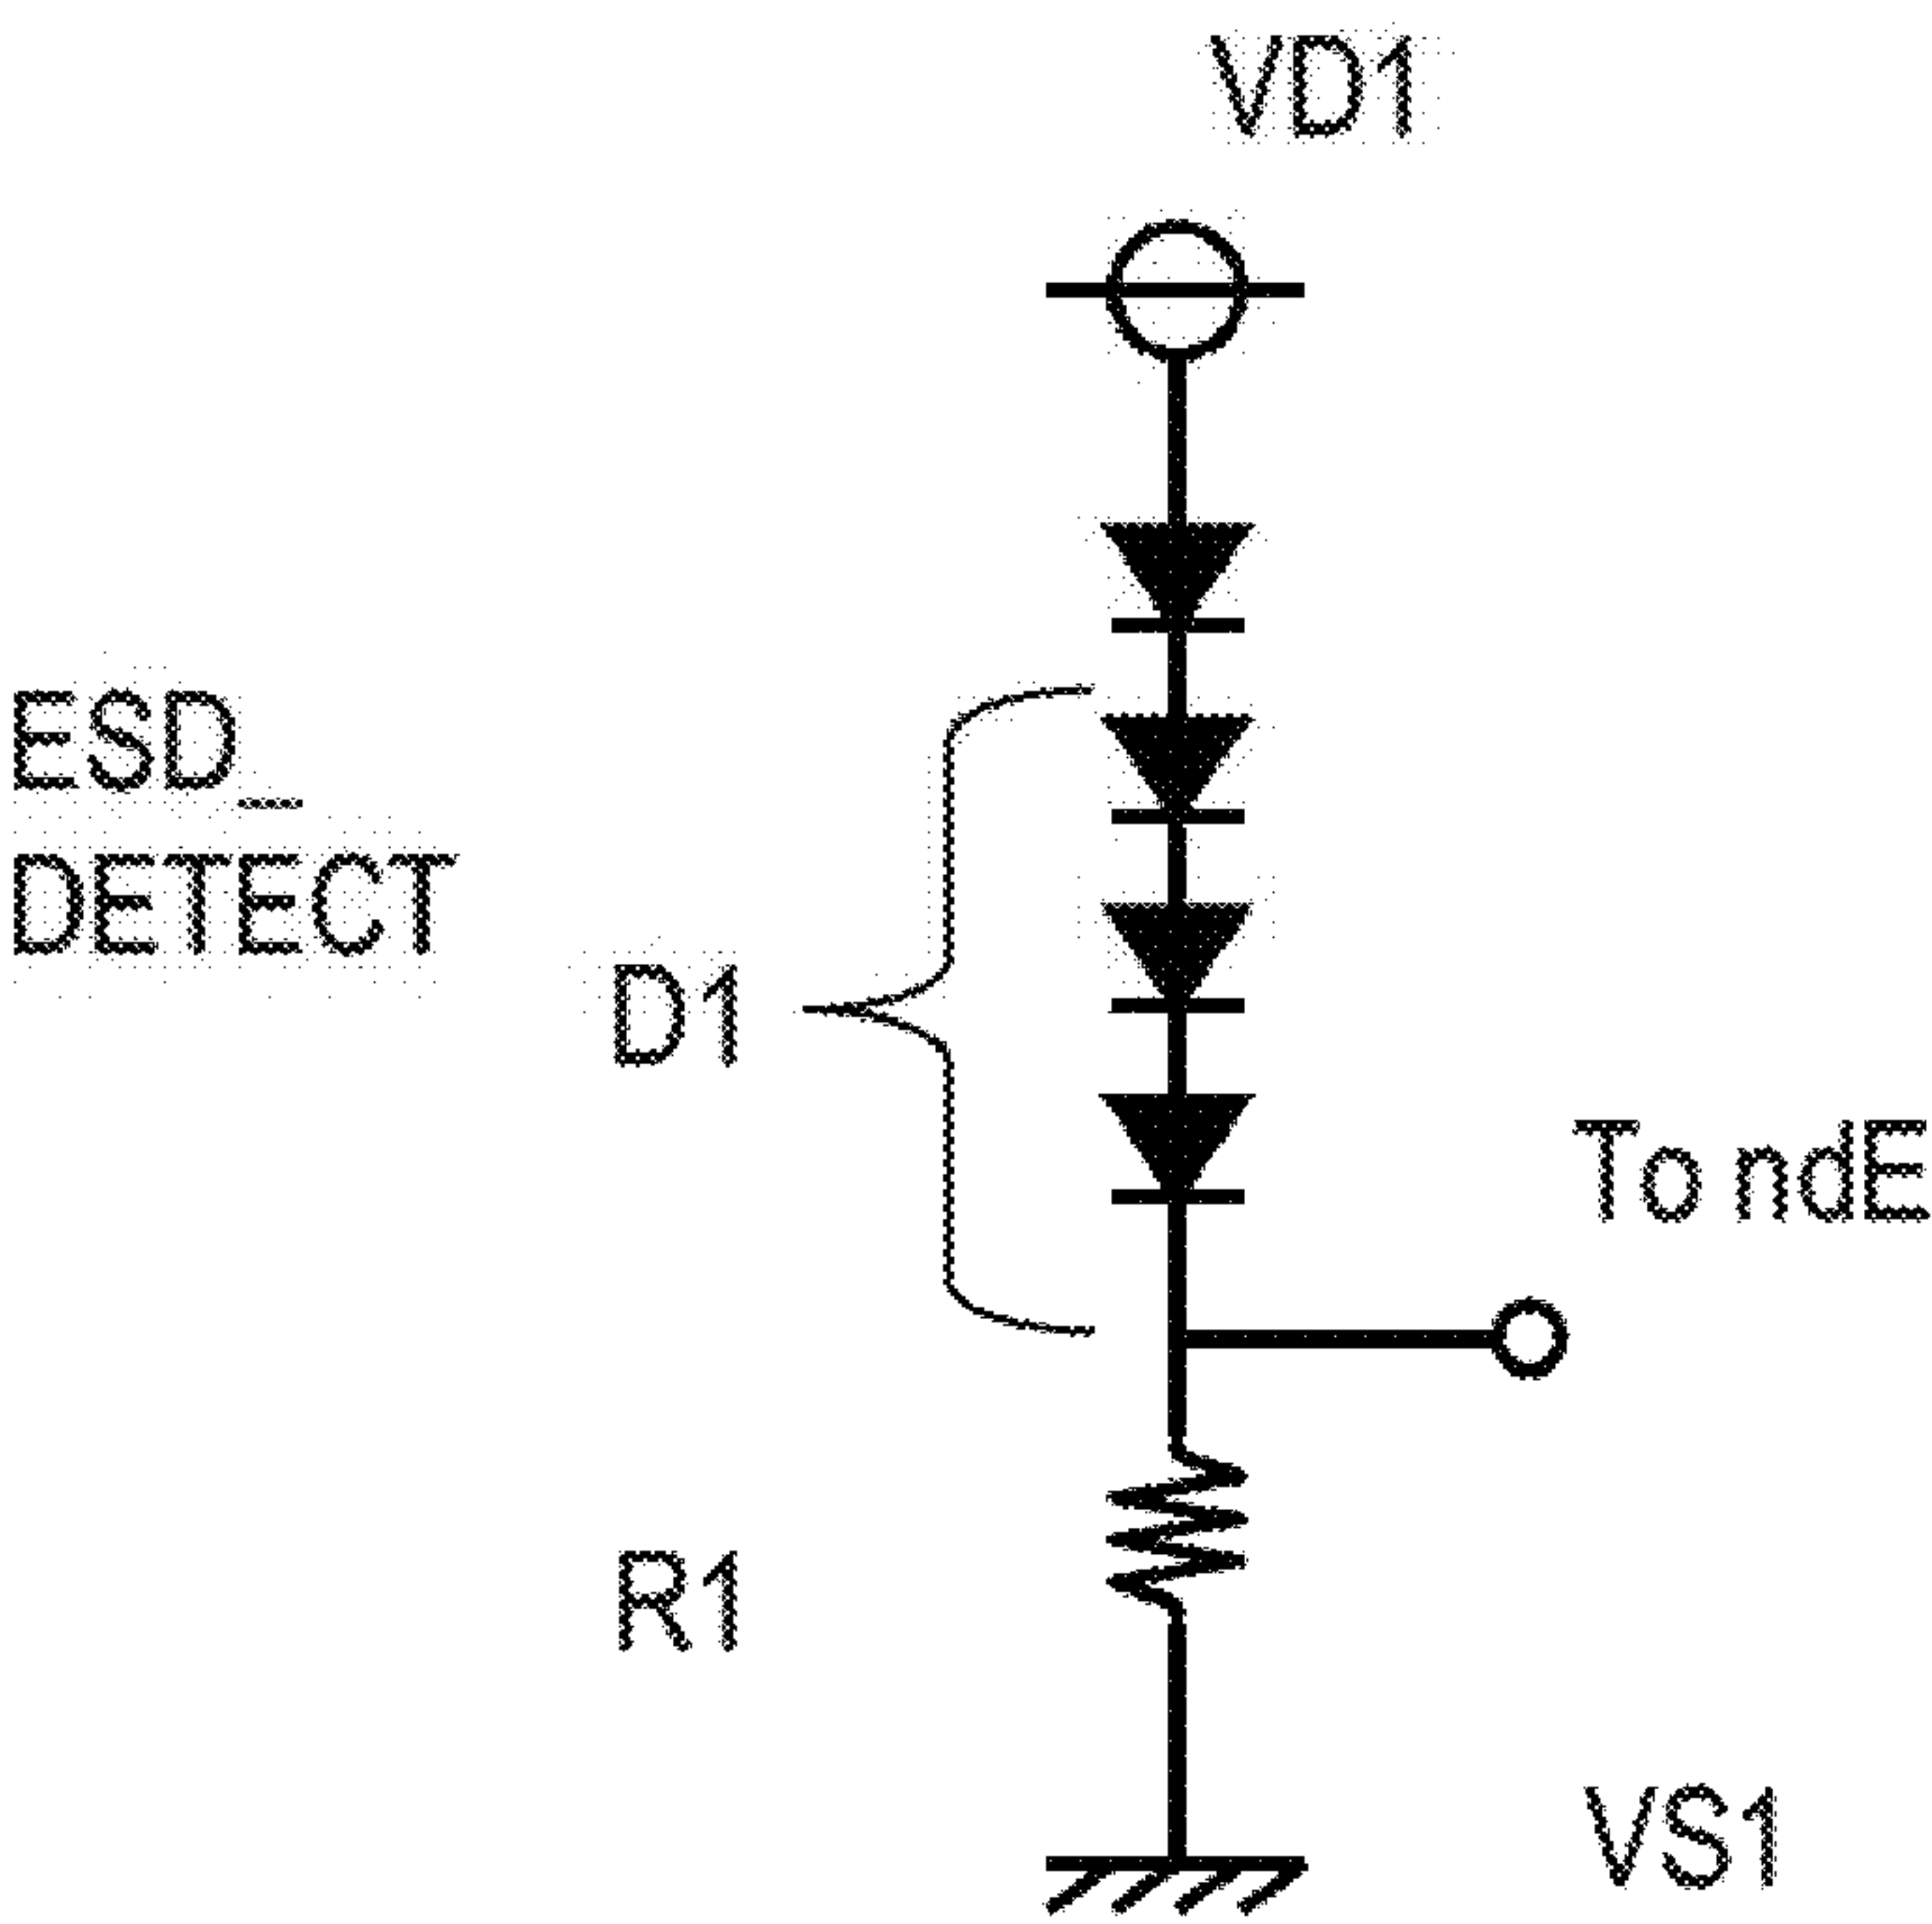 VD1
ESD_
DETECT
D1
To ndE
R1
VS1